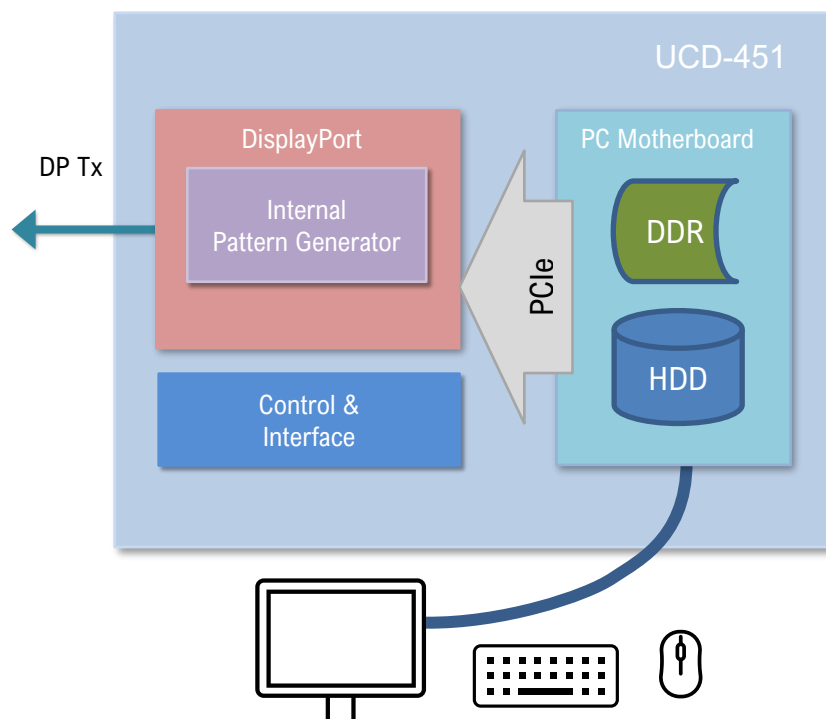 UCD-451
DisplayPort
PC Motherboard
DP Tx
Internal
Pattern Generator
DDR
PCIe
HDD
Control &
Interface